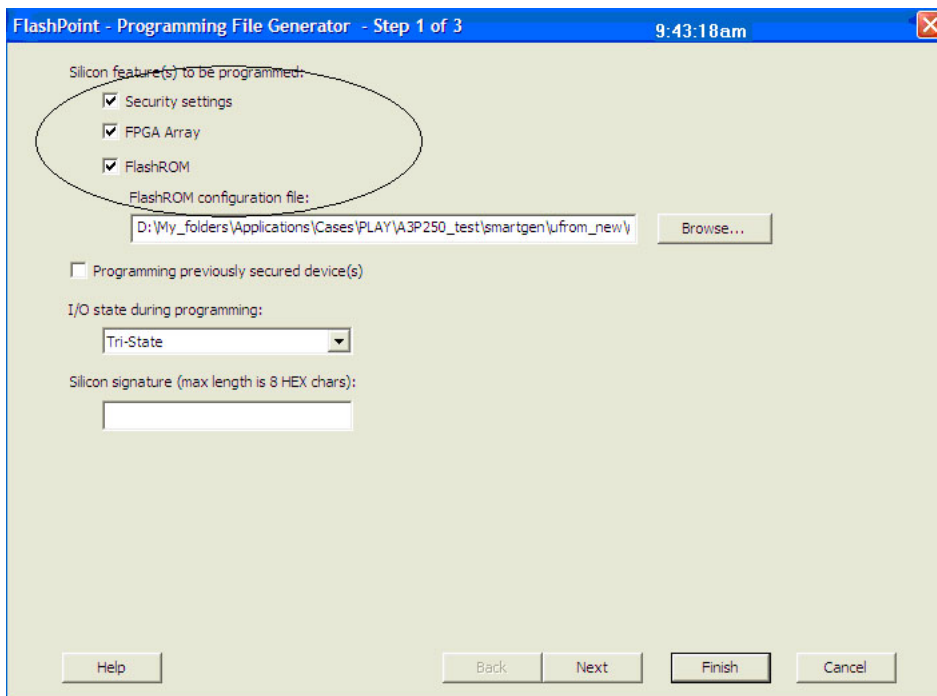 FlashPoint - Programming File Generator - Step 1 of 3 9:43:18am
Silicon feature(s) to be programmed:
Security settings
FPGA Array
FlashROM
FlashROM configuration file:
D:\My_folders\Applications\Cases\PLAY\A3P250_test\smartgen\ufrom_new\ Browse...
Programming previously secured device(s)
I/O state during programming:
Tri-State
Silicon signature (max length is 8 HEX chars):
Help Back Next Finish Cancel